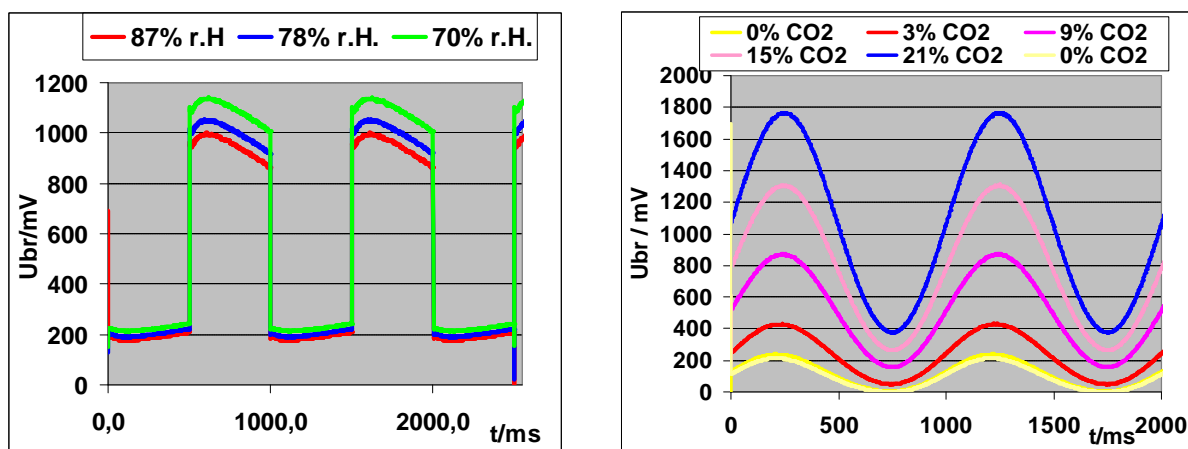 87% r.H 78% r.H. 70% r.H.
1200
1000
800
600
400
200
0
Ubr/mV
0,0 1000,0 2000,0
t/ms
0% CO2 3% CO2 9% CO2
15% CO2 21% CO2 0% CO2
2000
1800
1600
1400
1200
1000
800
600
400
200
0
Ubr / mV
0 500 1000 1500 2000
t/ms